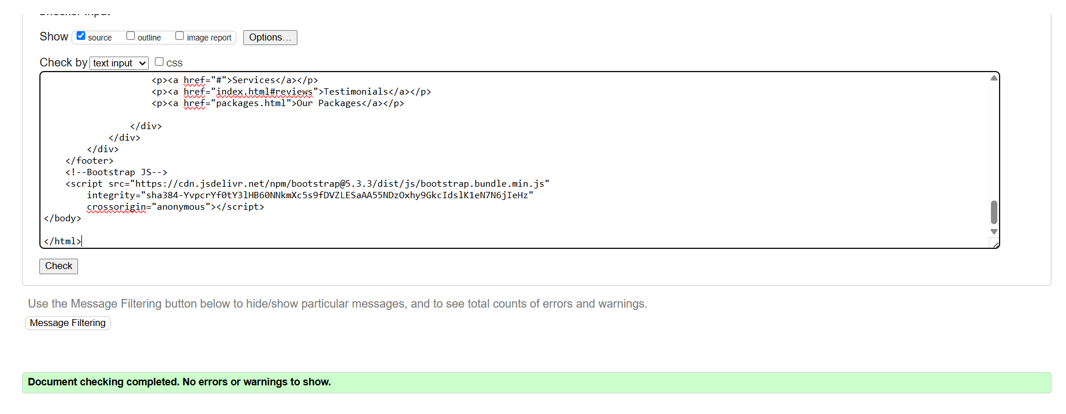 Show source outline image report Options...
Check by text input css
<p><a href="#">Services</a></p>
<p><a href="index.html#reviews">Testimonials</a></p>
<p><a href="packages.html">Our Packages</a></p>
</div>
</div>
</div>
</footer>
<!--Bootstrap JS-->
<script src="https://cdn.jsdelivr.net/npm/bootstrap@5.3.3/dist/js/bootstrap.bundle.min.js"
integrity="sha384-YvpcrYf0tY3lHB60NNkmXc5s9fDVZLESaAA55NDzOxhy9GkcIdslK1eN7N6jIeHz"
crossorigin="anonymous"></script>
</body>
</html>
Check
Use the Message Filtering button below to hide/show particular messages, and to see total counts of errors and warnings.
Message Filtering
Document checking completed. No errors or warnings to show.